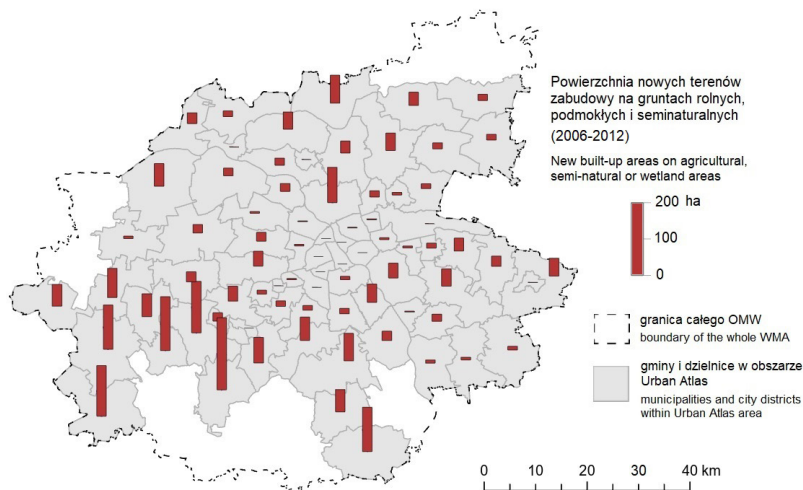 Powierzchnia nowych terenów
zabudowy na gruntach rolnych,
podmokłych i seminaturalnych
(2006-2012)
New built-up areas on agricultural,
semi-natural or wetland areas
200 ha
100
0
granica całego OMW
boundary of the whole WMA
gminy i dzielnice w obszarze
Urban Atlas
municipalities and city districts
within Urban Atlas area
0 10 20 30 40 km